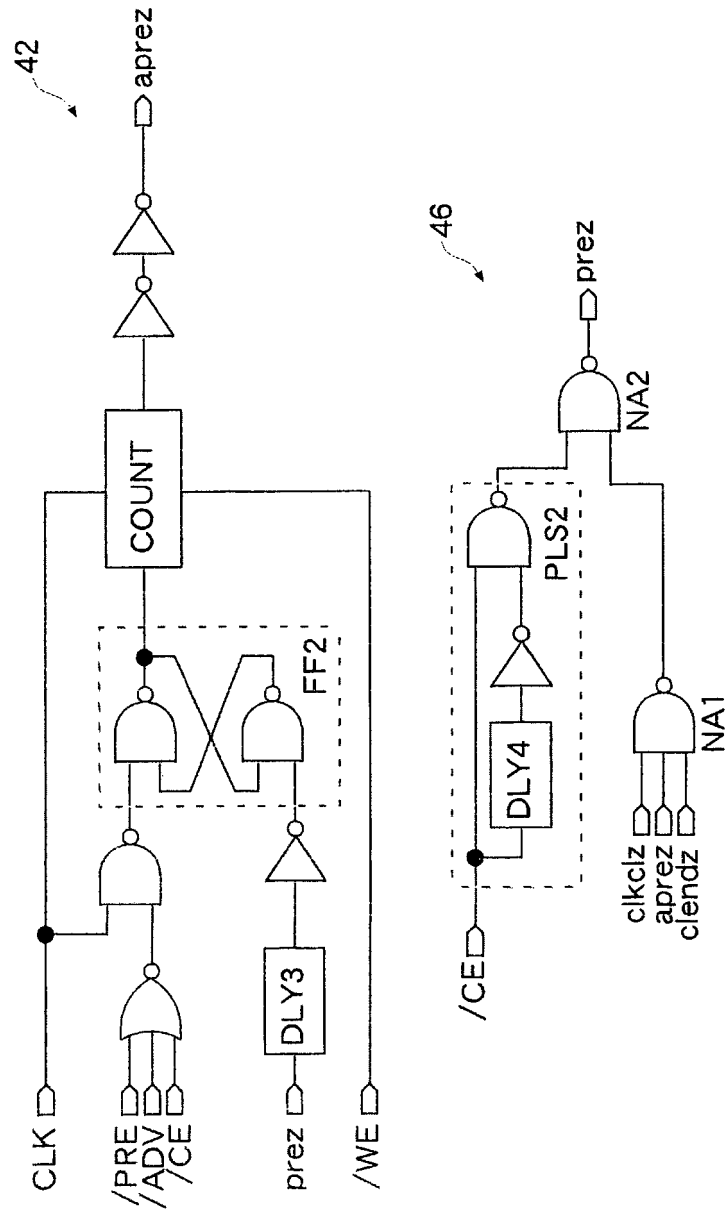 42
CLK
/PRE
/ADV
/CE
prez
/WE
DLY3
FF2
COUNT
aprez
46
/CE
DLY4
PLS2
clkclz
aprez
clendz
NA1
NA2
prez